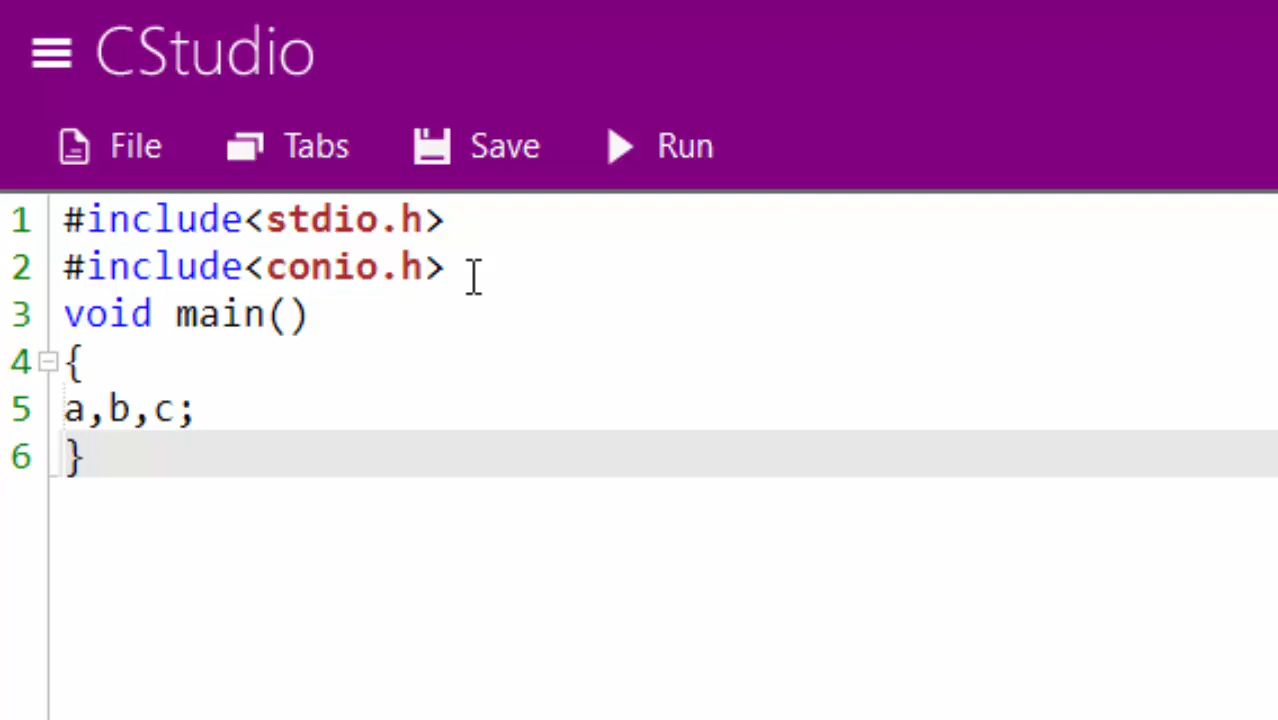 CStudio
File Tabs Save Run
1 #include<stdio.h>
2 #include<conio.h>
3 void main()
4 {
5 a,b,c;
6 }